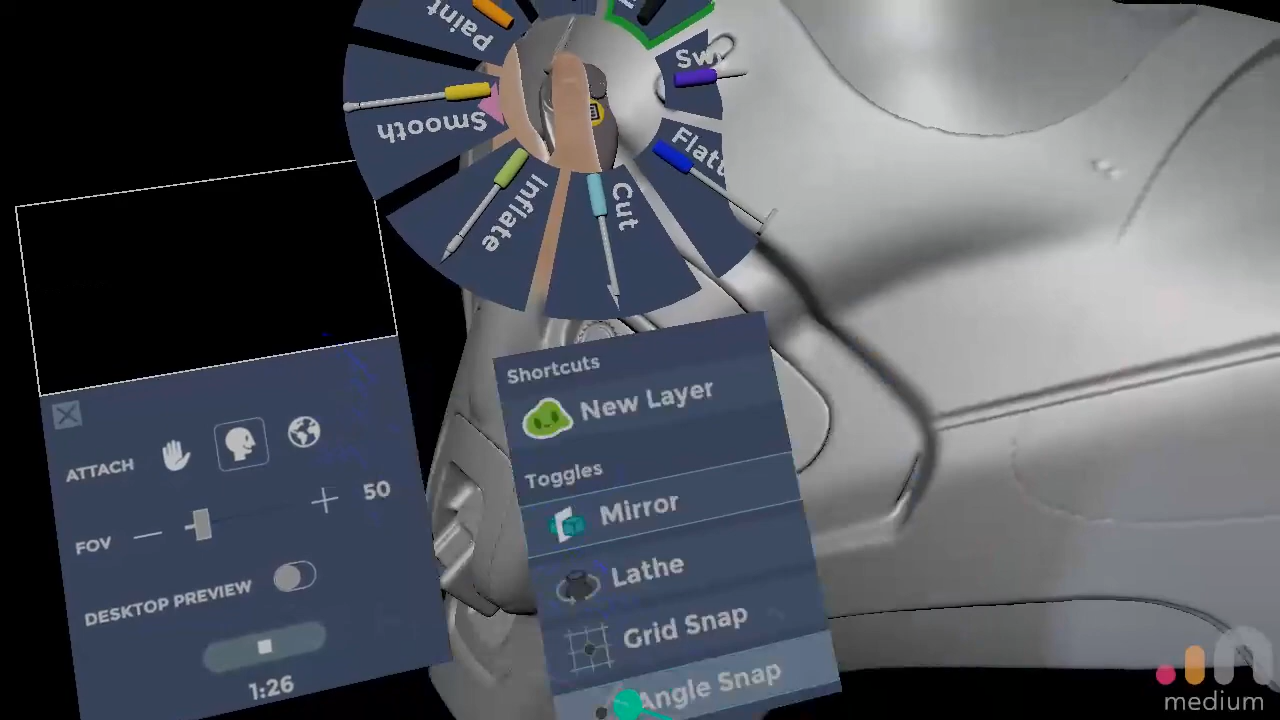 paint
Smooth
Inflate
Cut
Sw
Shortcuts
New Layer
Toggles
Mirror
Lathe
Grid Snap
Angle Snap
ATTACH
FOV
50
DESKTOP PREVIEW
1:26
medium